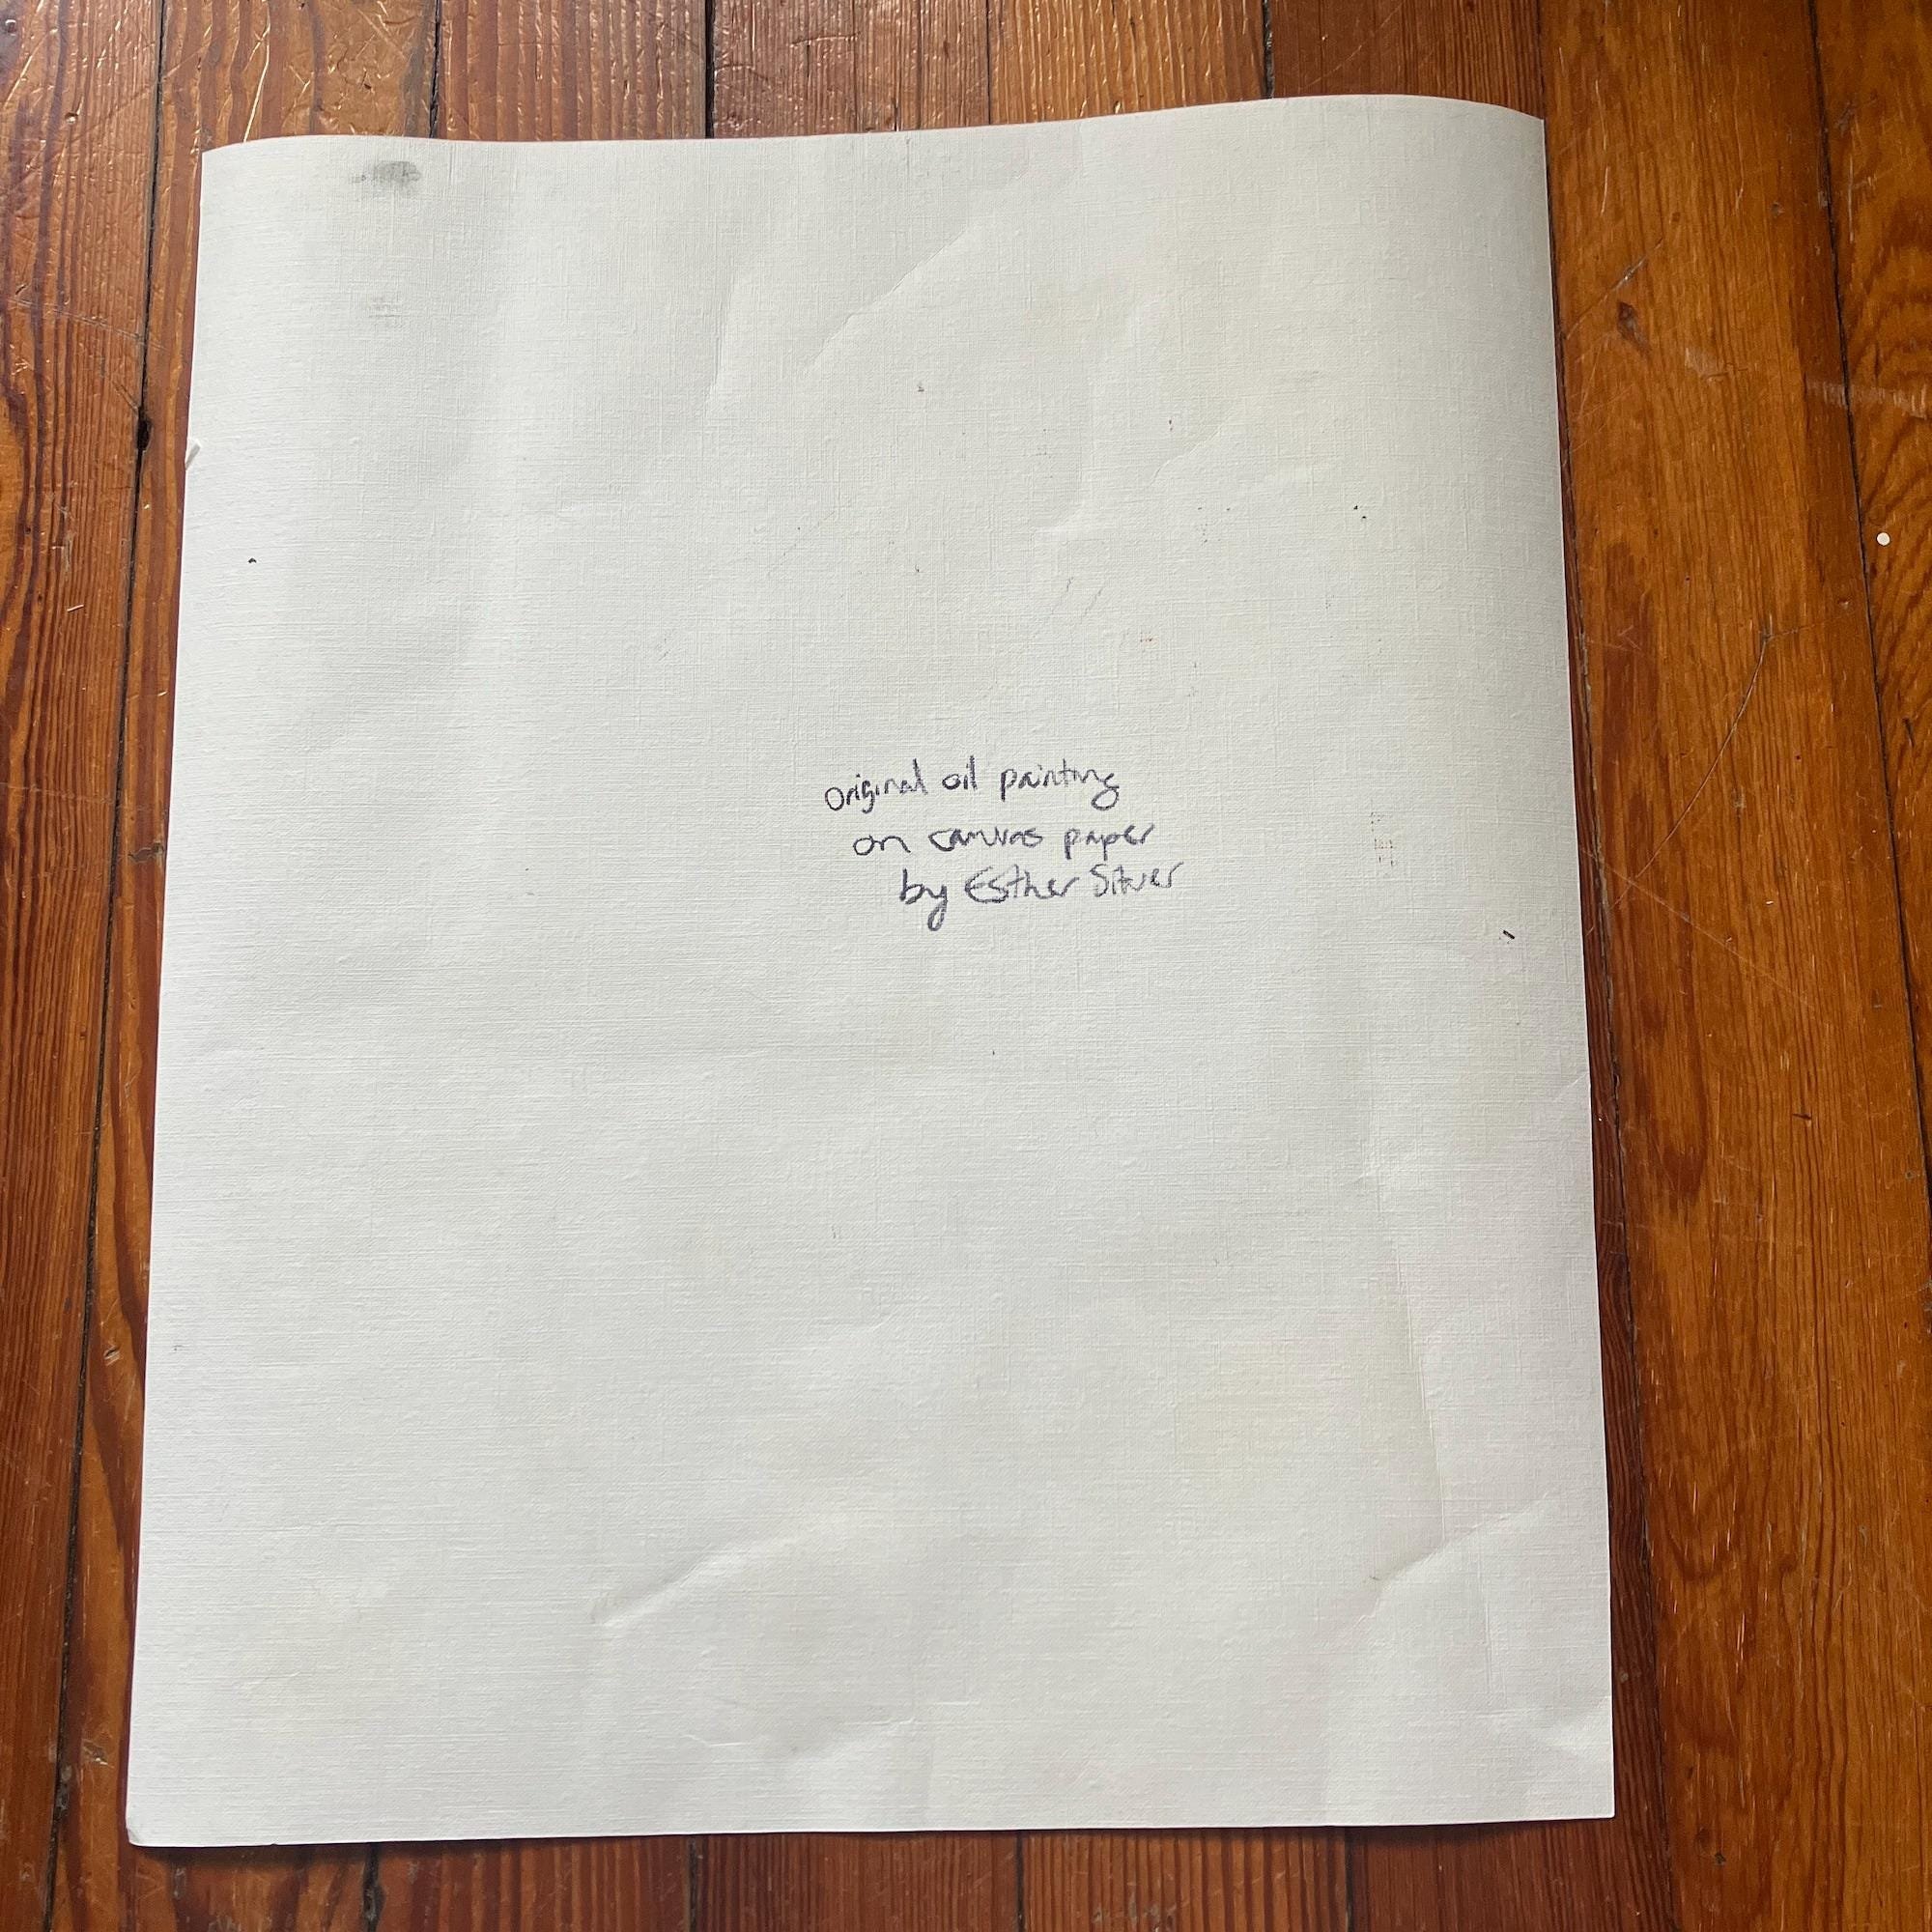 Original oil painting
on canvas paper
by Esther Silver